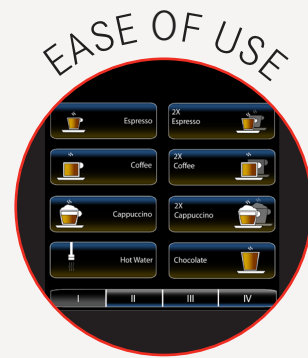 EASE OF USE
Espresso
2X
Espresso
Coffee
2X
Coffee
Cappuccino
2X
Cappuccino
Hot Water
Chocolate
I II III IV